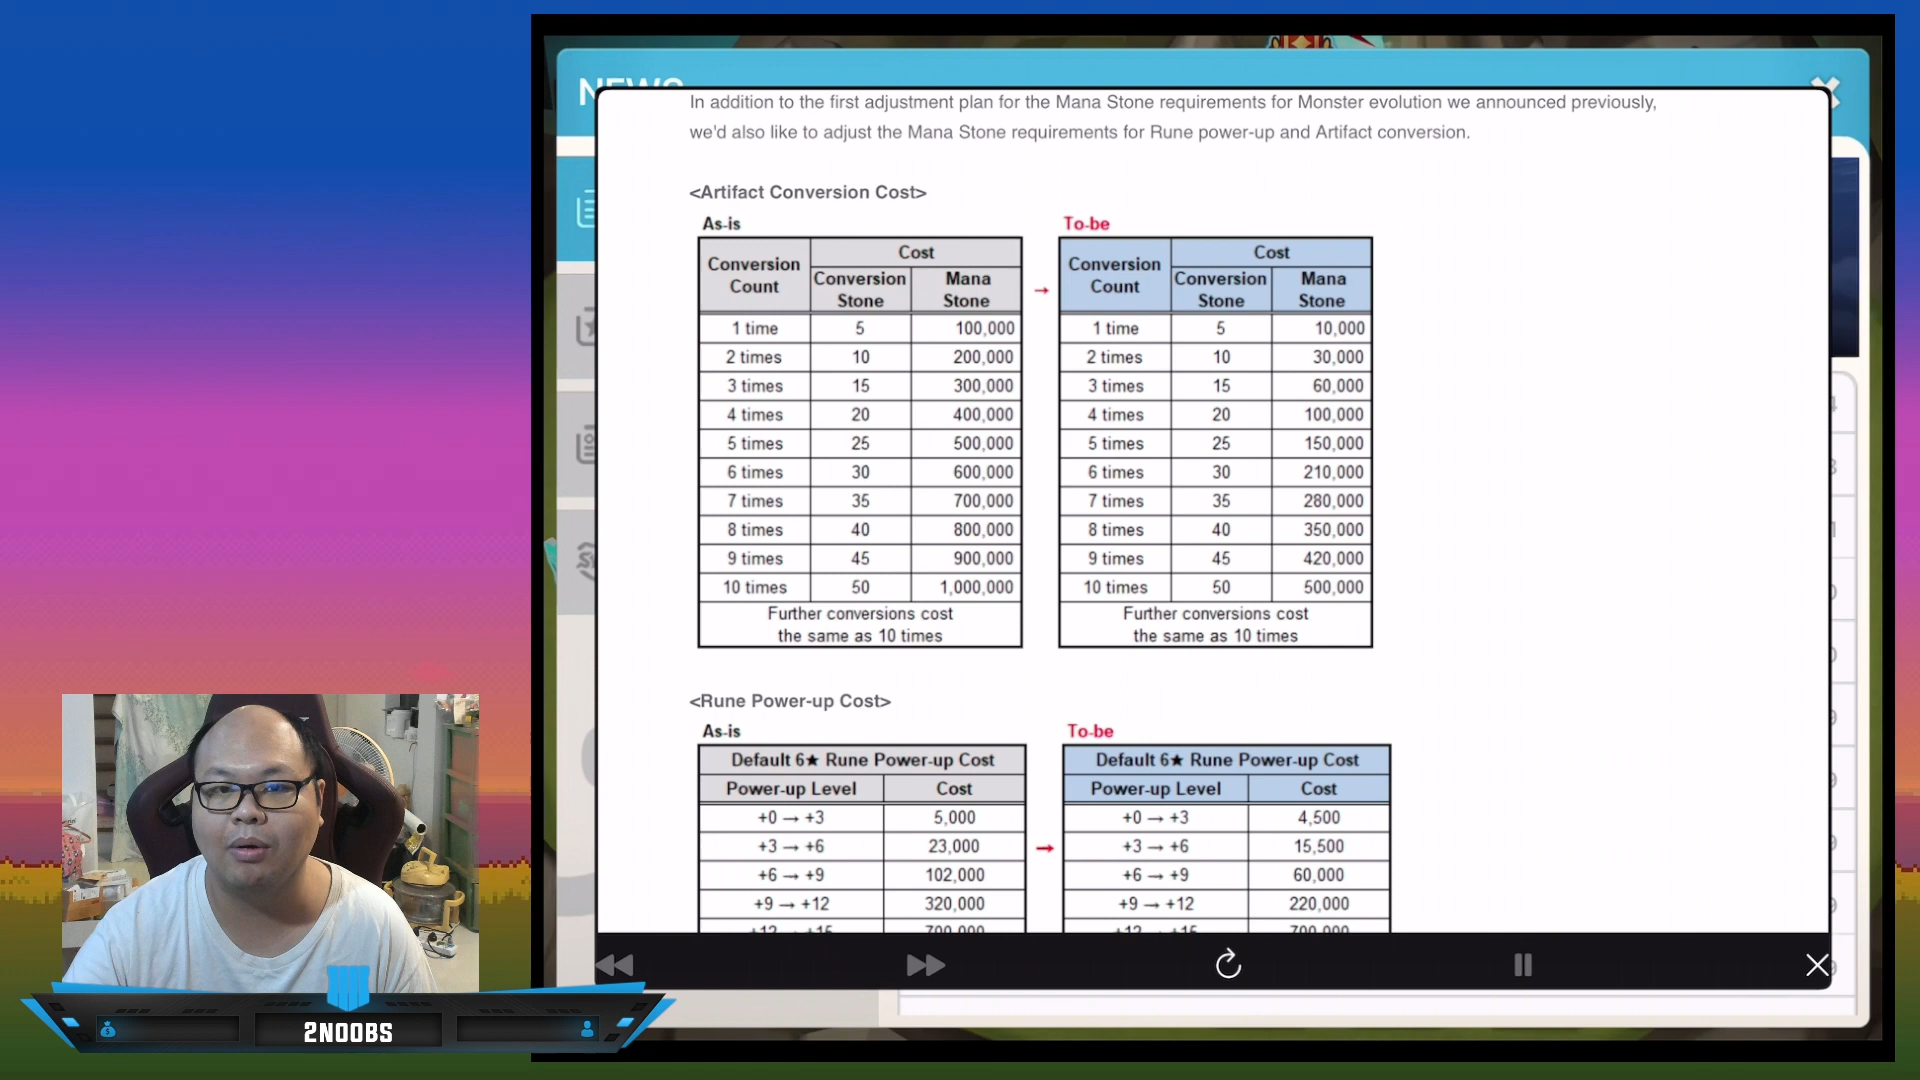 NEWS
In addition to the first adjustment plan for the Mana Stone requirements for Monster evolution we announced previously,
we'd also like to adjust the Mana Stone requirements for Rune power-up and Artifact conversion.
<Artifact Conversion Cost>
As-is
Conversion Count Cost
Conversion Stone Mana Stone
1 time 5 100,000
2 times 10 200,000
3 times 15 300,000
4 times 20 400,000
5 times 25 500,000
6 times 30 600,000
7 times 35 700,000
8 times 40 800,000
9 times 45 900,000
10 times 50 1,000,000
Further conversions cost
the same as 10 times
→
To-be
Conversion Count Cost
Conversion Stone Mana Stone
1 time 5 10,000
2 times 10 30,000
3 times 15 60,000
4 times 20 100,000
5 times 25 150,000
6 times 30 210,000
7 times 35 280,000
8 times 40 350,000
9 times 45 420,000
10 times 50 500,000
Further conversions cost
the same as 10 times
<Rune Power-up Cost>
As-is
Default 6★ Rune Power-up Cost
Power-up Level Cost
+0 → +3 5,000
+3 → +6 23,000
+6 → +9 102,000
+9 → +12 320,000
+12 → +15 700,000
→
To-be
Default 6★ Rune Power-up Cost
Power-up Level Cost
+0 → +3 4,500
+3 → +6 15,500
+6 → +9 60,000
+9 → +12 220,000
+12 → +15 700,000
2NOOBS